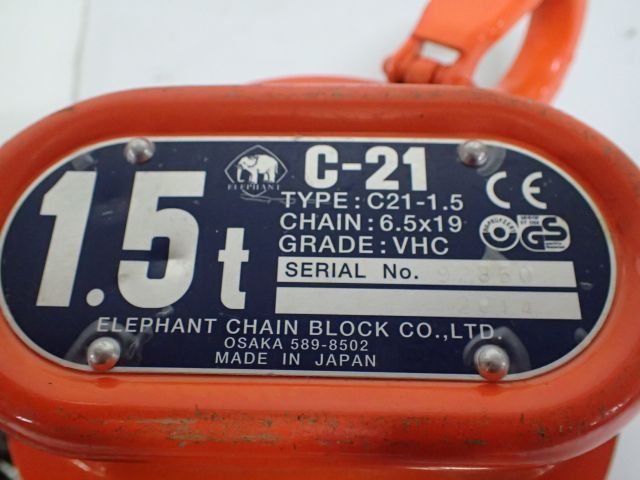 1.5t
ELEPHANT
C-21
TYPE: C21-1.5
CHAIN: 6.5x19
GRADE: VHC
SERIAL No.
CE
GS
ELEPHANT CHAIN BLOCK CO.,LTD.
OSAKA 589-8502
MADE IN JAPAN